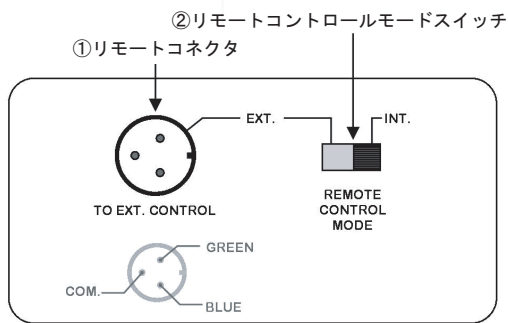 ②リモートコントロールモードスイッチ
①リモートコネクタ
EXT.
INT.
TO EXT. CONTROL
REMOTE
CONTROL
MODE
GREEN
COM.
BLUE